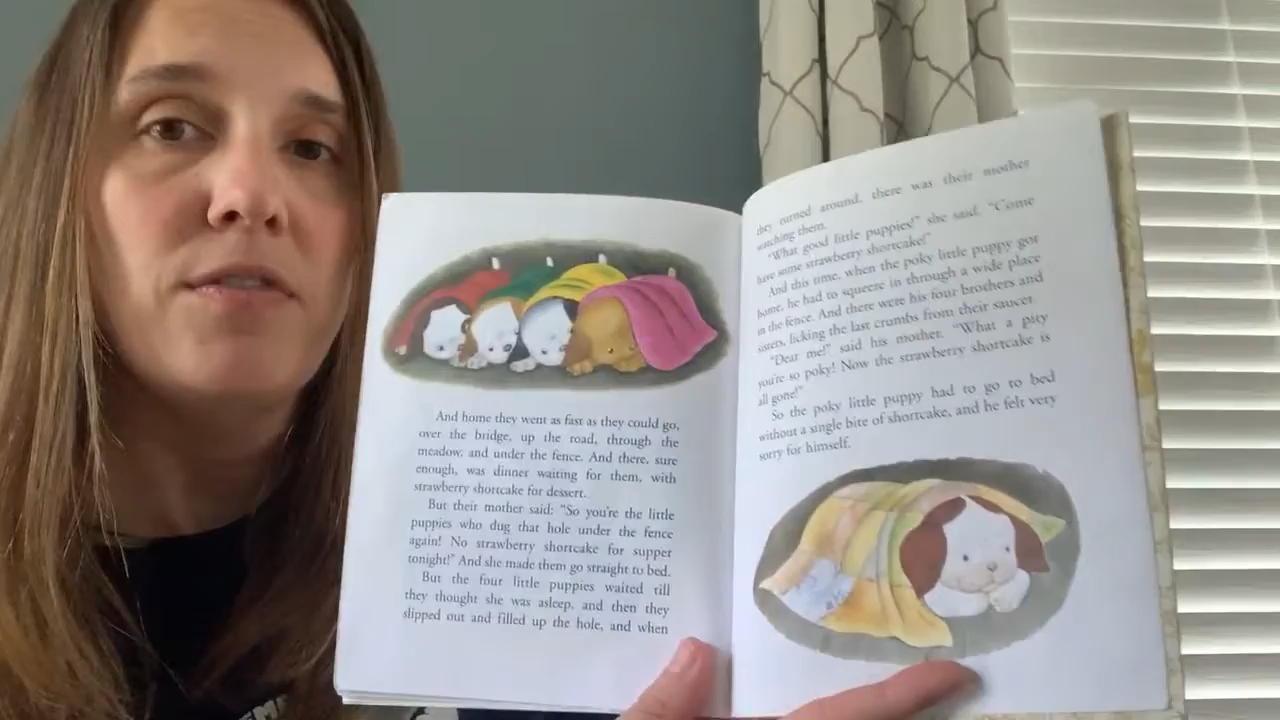 And home they went as fast as they could go,
over the bridge, up the road, through the
meadow, and under the fence. And there, sure
enough, was dinner waiting for them, with
strawberry shortcake for dessert.
But their mother said: "So you're the little
puppies who dug that hole under the fence
again! No strawberry shortcake for supper
tonight!" And she made them go straight to bed.
But the four little puppies waited till
they thought she was asleep, and then they
slipped out and filled up the hole, and when
they turned around, there was their mother
watching them.
"What good little puppies!" she said. "Come
have some strawberry shortcake!"
And this time, when the poky little puppy got
home, he had to squeeze in through a wide place
in the fence. And there were his four brothers and
sisters, licking the last crumbs from their saucer.
"Dear me!" said his mother. "What a pity
you're so poky! Now the strawberry shortcake is
all gone!"
So the poky little puppy had to go to bed
without a single bite of shortcake, and he felt very
sorry for himself.